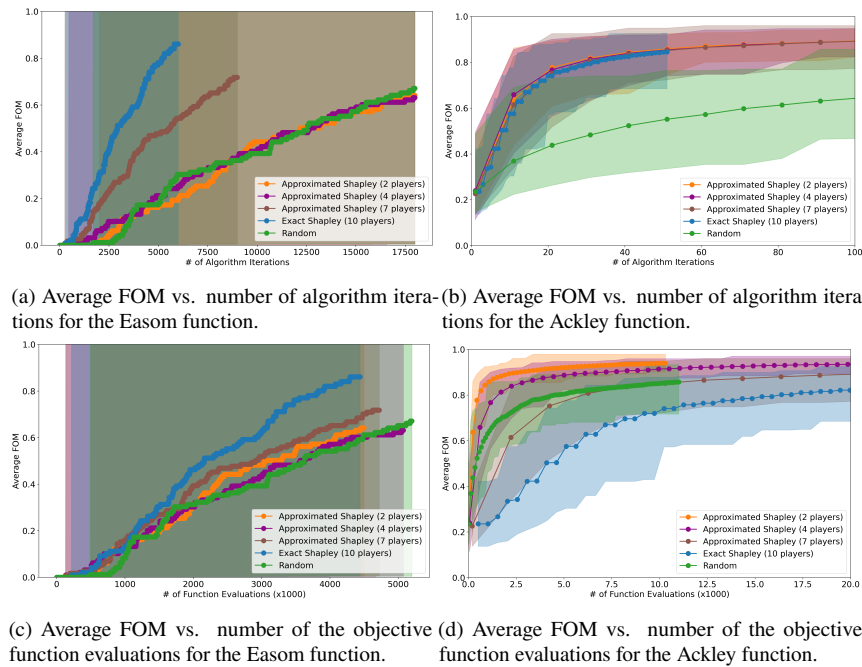 1.0
0.8
0.6
0.4
0.2
0.0
Average FOM
0 2500 5000 7500 10000 12500 15000 17500
# of Algorithm Iterations
Approximated Shapley (2 players)
Approximated Shapley (4 players)
Approximated Shapley (7 players)
Exact Shapley (10 players)
Random
1.0
0.8
0.6
0.4
0.2
0.0
Average FOM
0 20 40 60 80 100
# of Algorithm Iterations
Approximated Shapley (2 players)
Approximated Shapley (4 players)
Approximated Shapley (7 players)
Exact Shapley (10 players)
Random
(a) Average FOM vs. number of algorithm itera-
tions for the Easom function.
(b) Average FOM vs. number of algorithm itera
tions for the Ackley function.
1.0
0.8
0.6
0.4
0.2
0.0
Average FOM
0 1000 2000 3000 4000 5000
# of Function Evaluations (x1000)
Approximated Shapley (2 players)
Approximated Shapley (4 players)
Approximated Shapley (7 players)
Exact Shapley (10 players)
Random
1.0
0.8
0.6
0.4
0.2
0.0
Average FOM
0.0 2.5 5.0 7.5 10.0 12.5 15.0 17.5 20.0
# of Function Evaluations (x1000)
Approximated Shapley (2 players)
Approximated Shapley (4 players)
Approximated Shapley (7 players)
Exact Shapley (10 players)
Random
(c) Average FOM vs. number of the objective
function evaluations for the Easom function.
(d) Average FOM vs. number of the objective
function evaluations for the Ackley function.